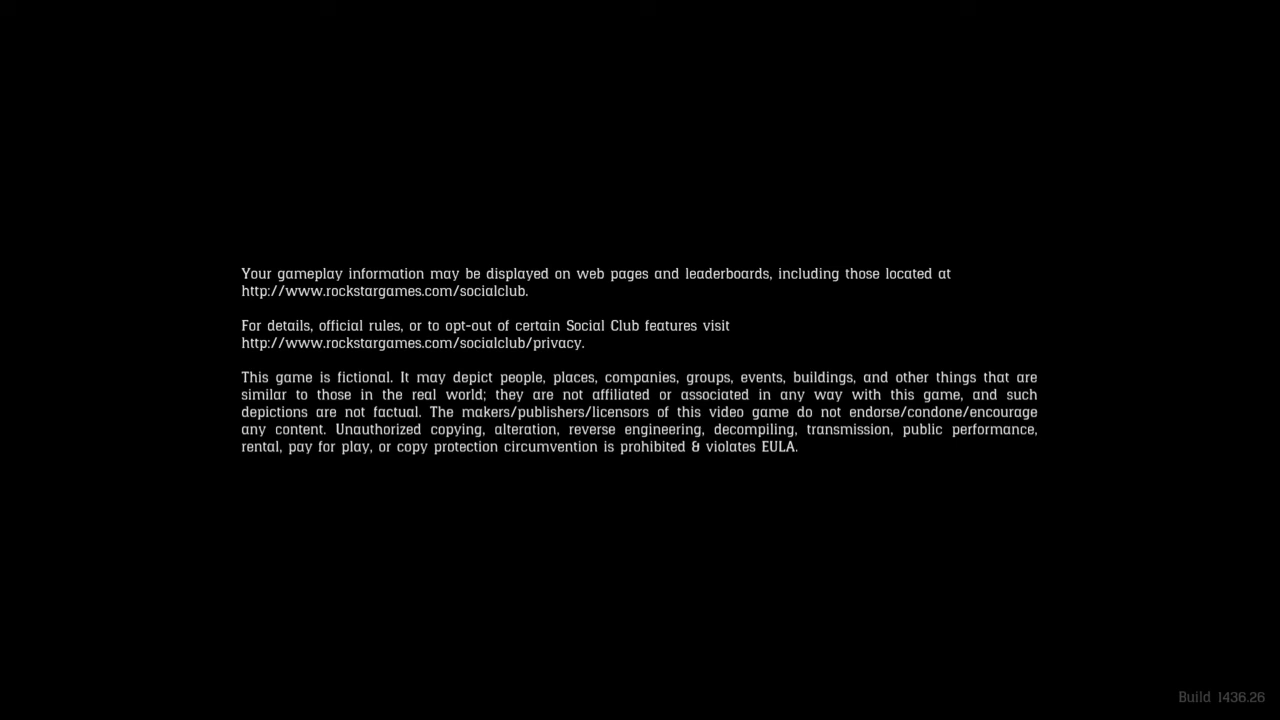 Your gameplay information may be displayed on web pages and leaderboards, including those located at
http://www.rockstargames.com/socialclub.
For details, official rules, or to opt-out of certain Social Club features visit
http://www.rockstargames.com/socialclub/privacy.
This game is fictional. It may depict people, places, companies, groups, events, buildings, and other things that are
similar to those in the real world; they are not affiliated or associated in any way with this game, and such
depictions are not factual. The makers/publishers/licensors of this video game do not endorse/condone/encourage
any content. Unauthorized copying, alteration, reverse engineering, decompiling, transmission, public performance,
rental, pay for play, or copy protection circumvention is prohibited & violates EULA.
Build 1436.26